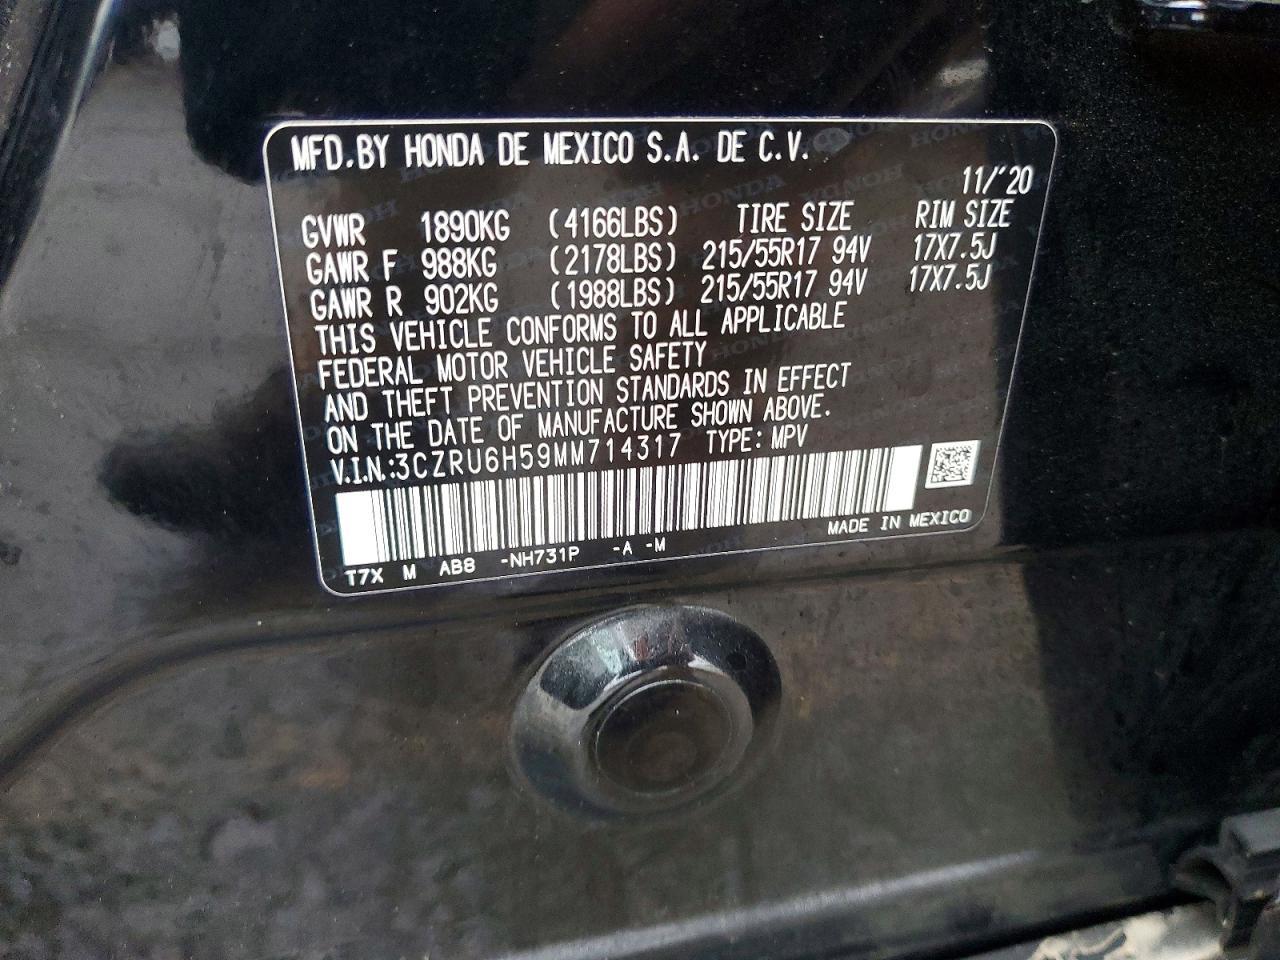 MFD.BY HONDA DE MEXICO S.A. DE C.V.
11/'20
GVWR 1890KG (4166LBS) TIRE SIZE RIM SIZE
GAWR F 988KG (2178LBS) 215/55R17 94V 17X7.5J
GAWR R 902KG (1988LBS) 215/55R17 94V 17X7.5J
THIS VEHICLE CONFORMS TO ALL APPLICABLE
FEDERAL MOTOR VEHICLE SAFETY
AND THEFT PREVENTION STANDARDS IN EFFECT
ON THE DATE OF MANUFACTURE SHOWN ABOVE.
V.I.N.:3CZRU6H59MM714317 TYPE: MPV
MADE IN MEXICO
T7X M AB8 -NH731P -A -M